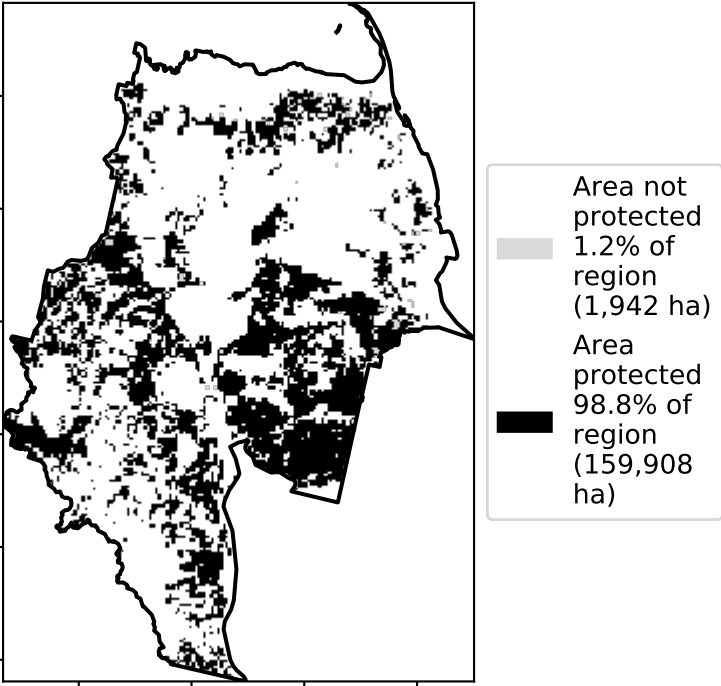 Area not
protected
1.2% of
region
(1,942 ha)
Area
protected
98.8% of
region
(159,908
ha)